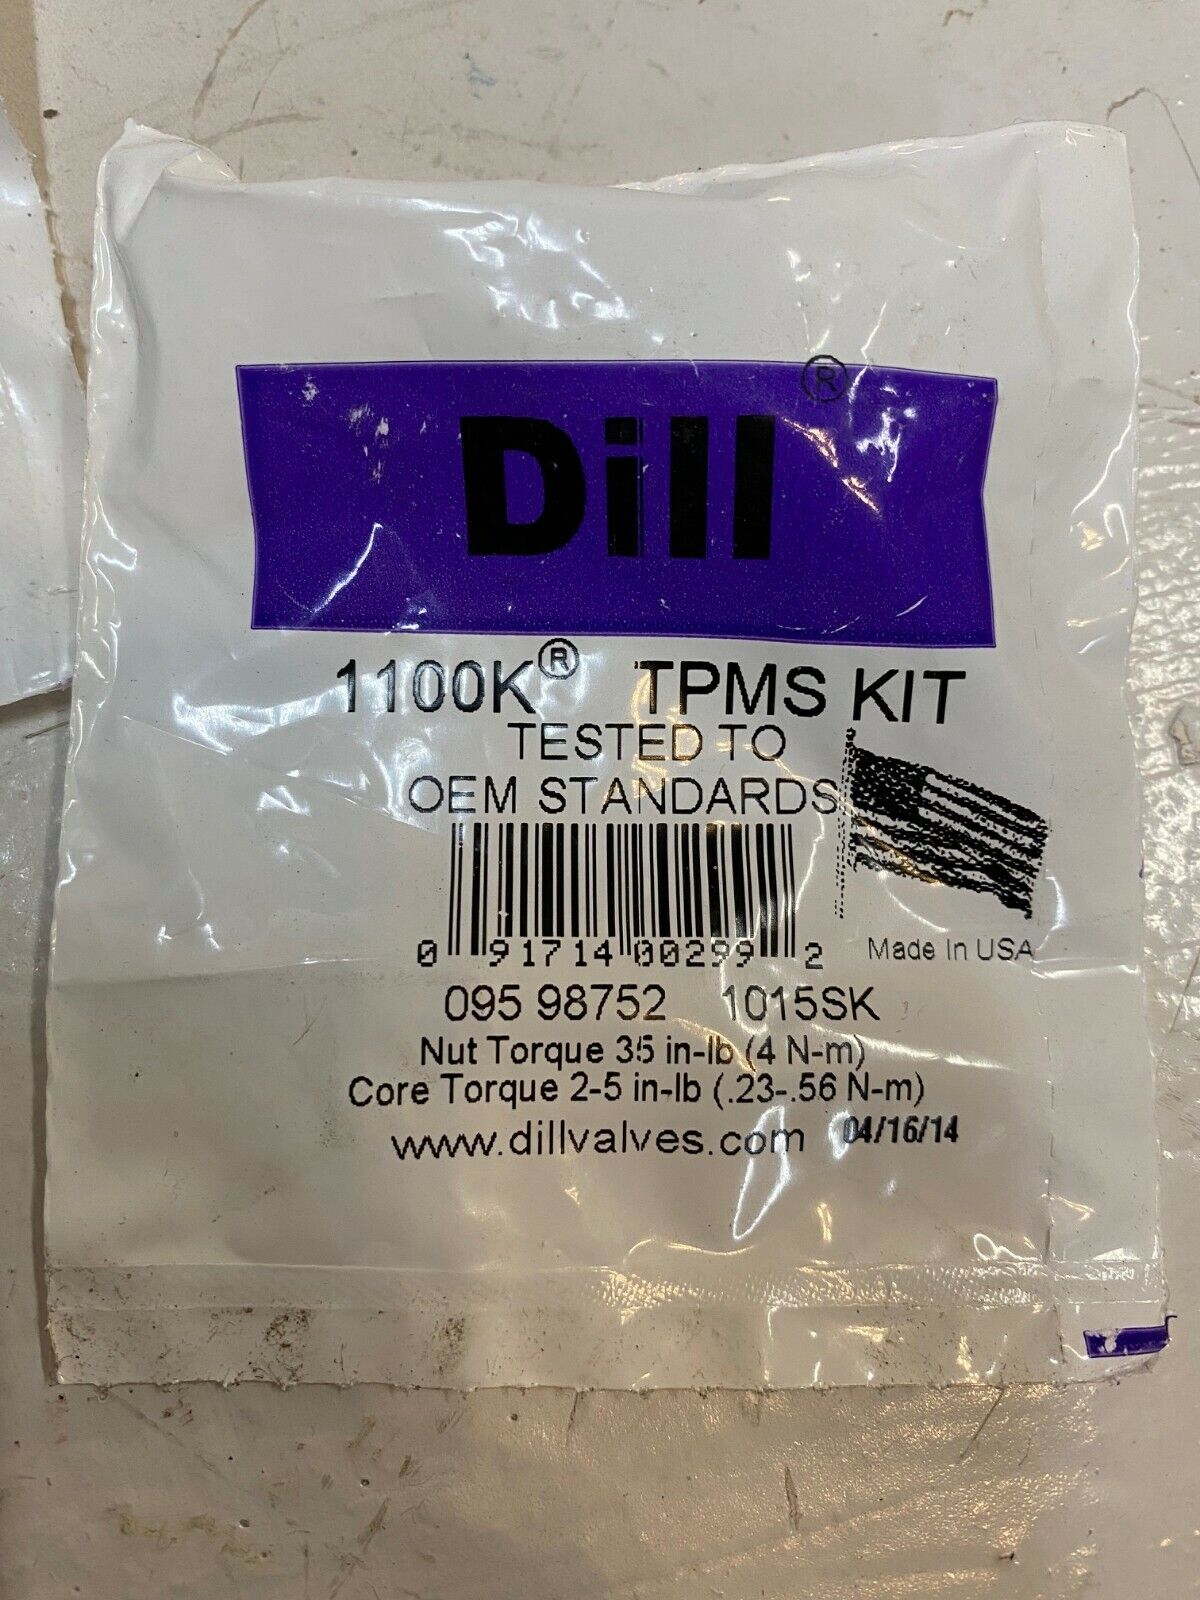 Dill®
1100K® TPMS KIT
TESTED TO
OEM STANDARDS
0 91714 00299 2
Made In USA
095 98752 1015SK
Nut Torque 35 in-lb (4 N-m)
Core Torque 2-5 in-lb (.23-.56 N-m)
www.dillvalves.com 04/16/14